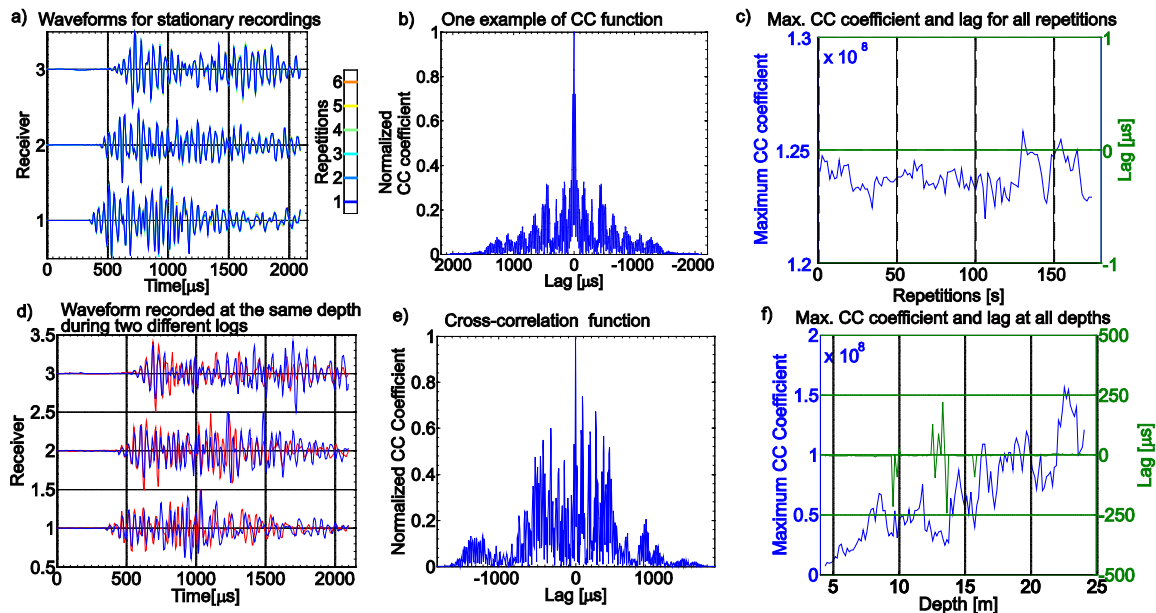 a) Waveforms for stationary recordings
Receiver
3
2
1
0 500 1000 1500 2000
Time[μs]
Repetitions
6
5
4
3
2
1
b) One example of CC function
Normalized
CC coefficient
1
0.8
0.6
0.4
0.2
0
2000 1000 0 -1000 -2000
Lag [μs]
c) Max. CC coefficient and lag for all repetitions
Maximum CC coefficient
1.3
1.25
1.2
x 10^8
1
0
-1
Lag [μs]
0 50 100 150
Repetitions [s]
d) Waveform recorded at the same depth
during two different logs
Receiver
3.5
3
2.5
2
1.5
1
0.5
0 500 1000 1500 2000
Time[μs]
e) Cross-correlation function
Normalized CC Coefficient
1
0.8
0.6
0.4
0.2
0
-1000 0 1000
Lag [μs]
f) Max. CC coefficient and lag at all depths
Maximum CC Coefficient
2
1.5
1
0.5
0
x 10^8
500
250
0
-250
-500
Lag [μs]
5 10 15 20 25
Depth [m]